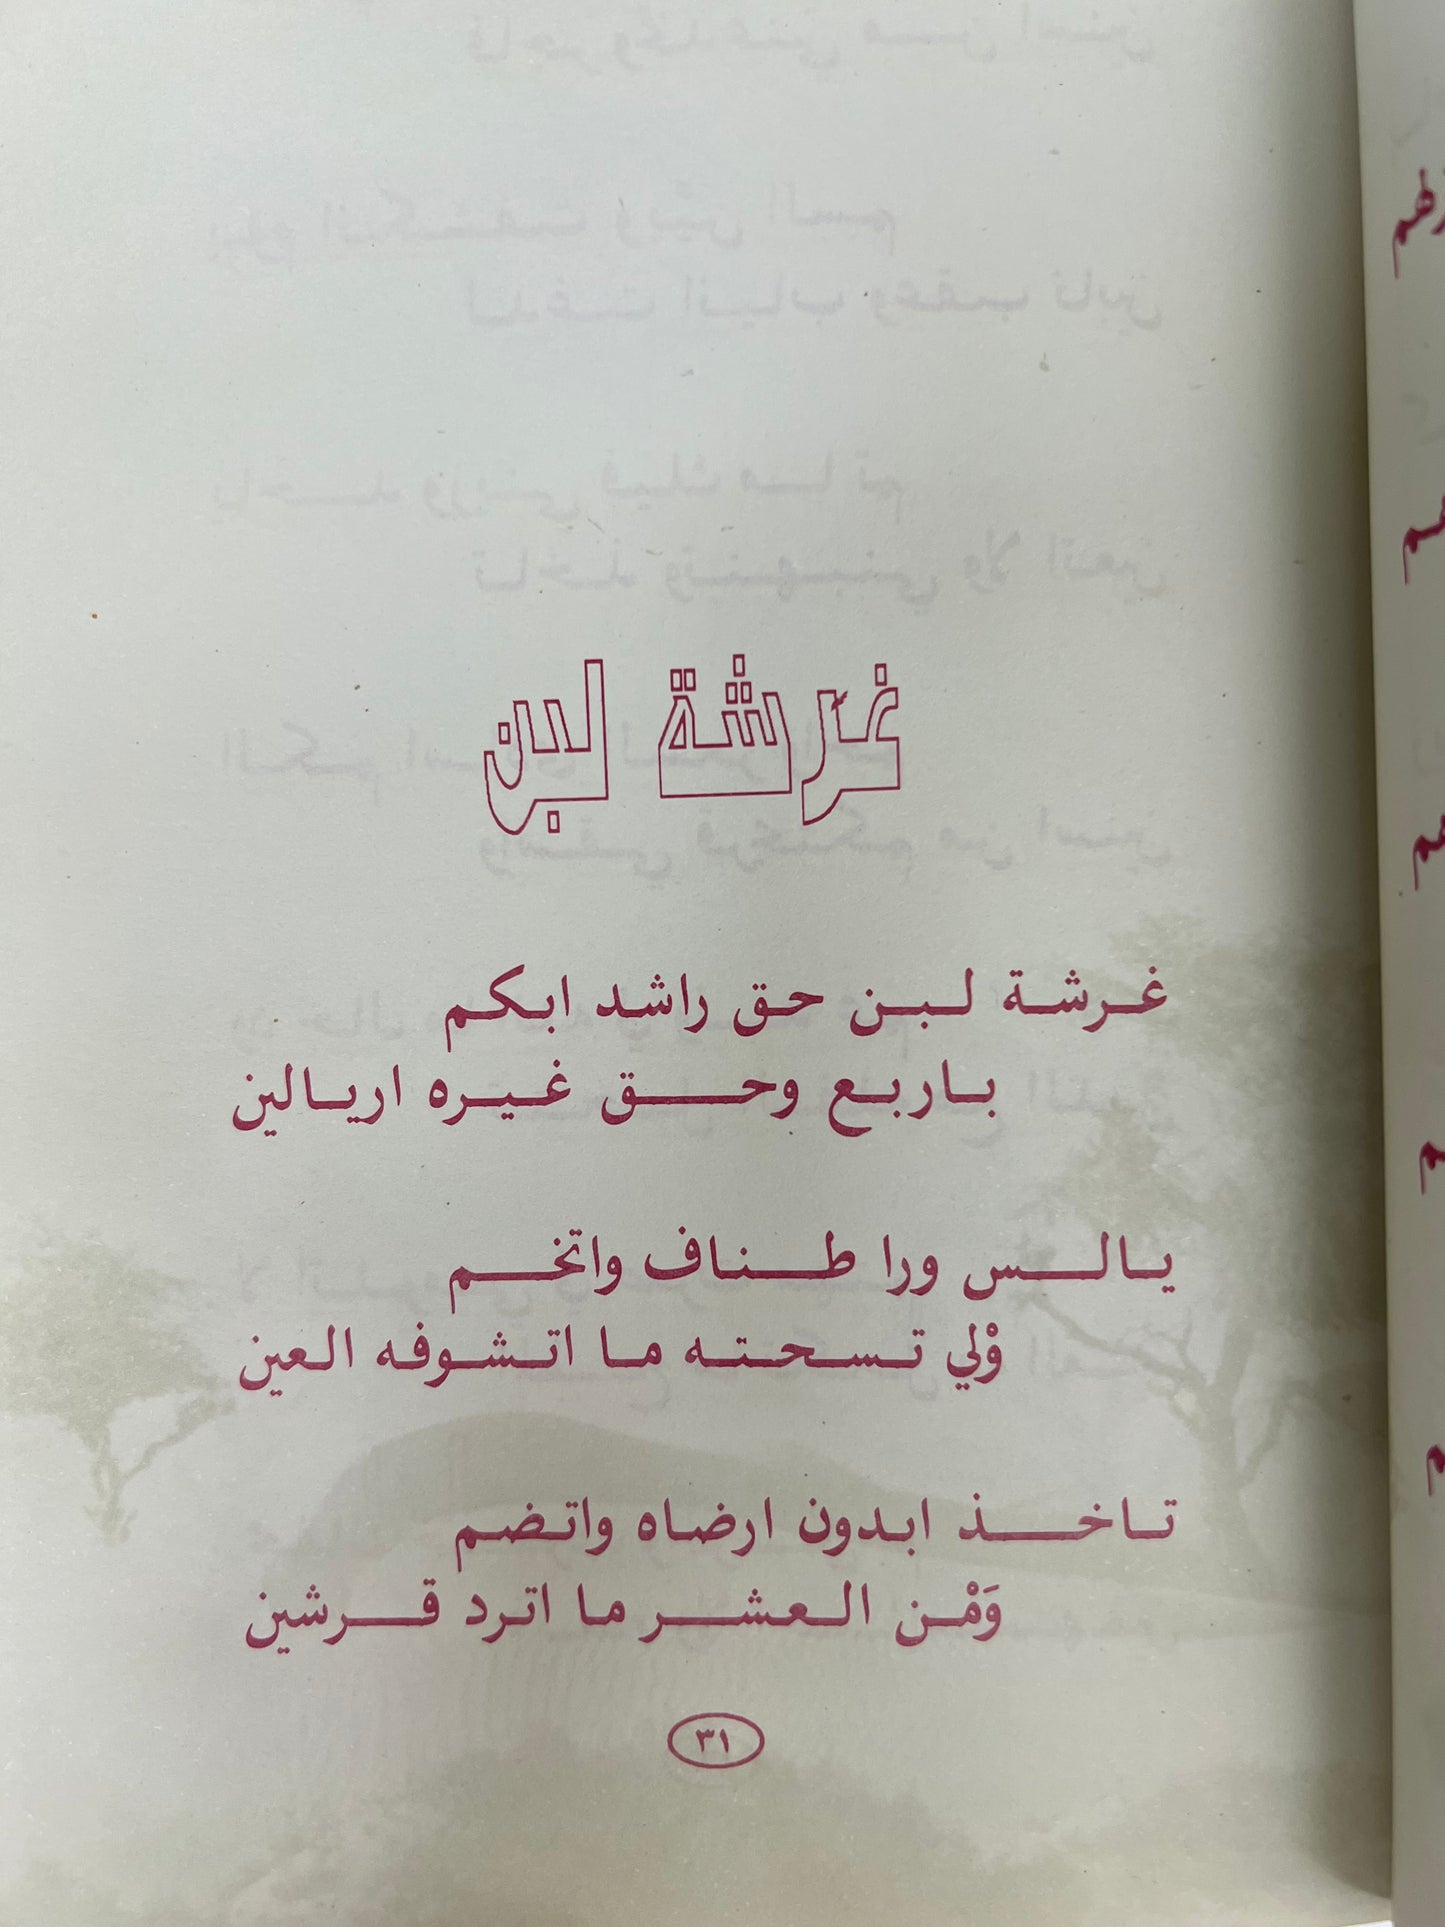 غرشة لبن
غرشة لبن حق راشد ابكم
باربع وحق غيره اريالين
يالس ورا طناف واتخم
وْلي تسحته ما اتشوفه العين
تاخذ ابدون ارضاه واتضم
وَمْن العشر ما اترد قرشين
٣١